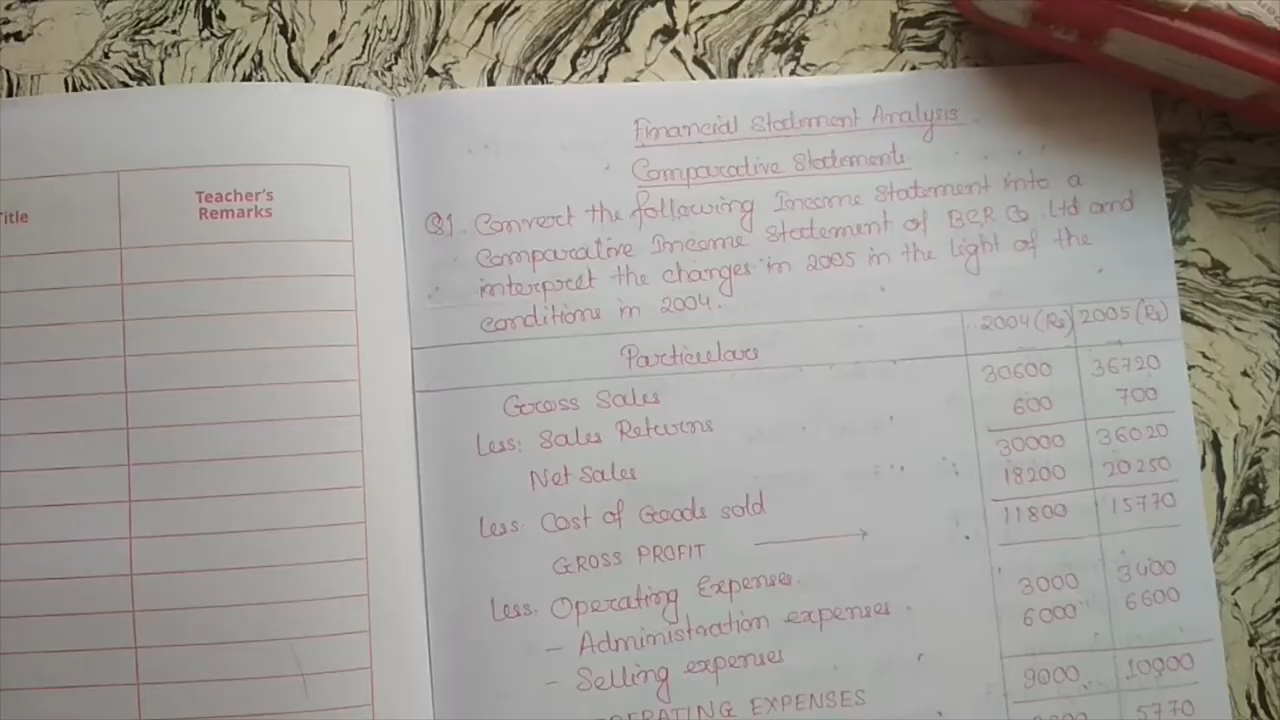 Title
Teacher's
Remarks
Financial Statement Analysis
Comparative Statement
Q1. Convert the following Income Statement into a
Comparative Income Statement of BCR Co. Ltd and
interpret the changes in 2005 in the light of the
conditions in 2004.
Particulars 2004 (Rs) 2005 (Rs)
Gross Sales 30600 36720
Less: Sales Returns 600 700
Net Sales 30000 36020
Less: Cost of Goods sold 18200 20250
GROSS PROFIT → 11800 15770
Less: Operating Expenses.
- Administration expenses 3000 3400
- Selling expenses 6000 6600
OPERATING EXPENSES 9000 10000
5770